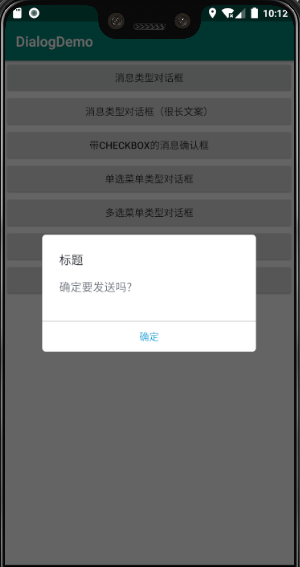 10:12
DialogDemo
消息类型对话框
消息类型对话框（很长文案）
带CHECKBOX的消息确认框
单选菜单类型对话框
多选菜单类型对话框
标题
确定要发送吗?
确定